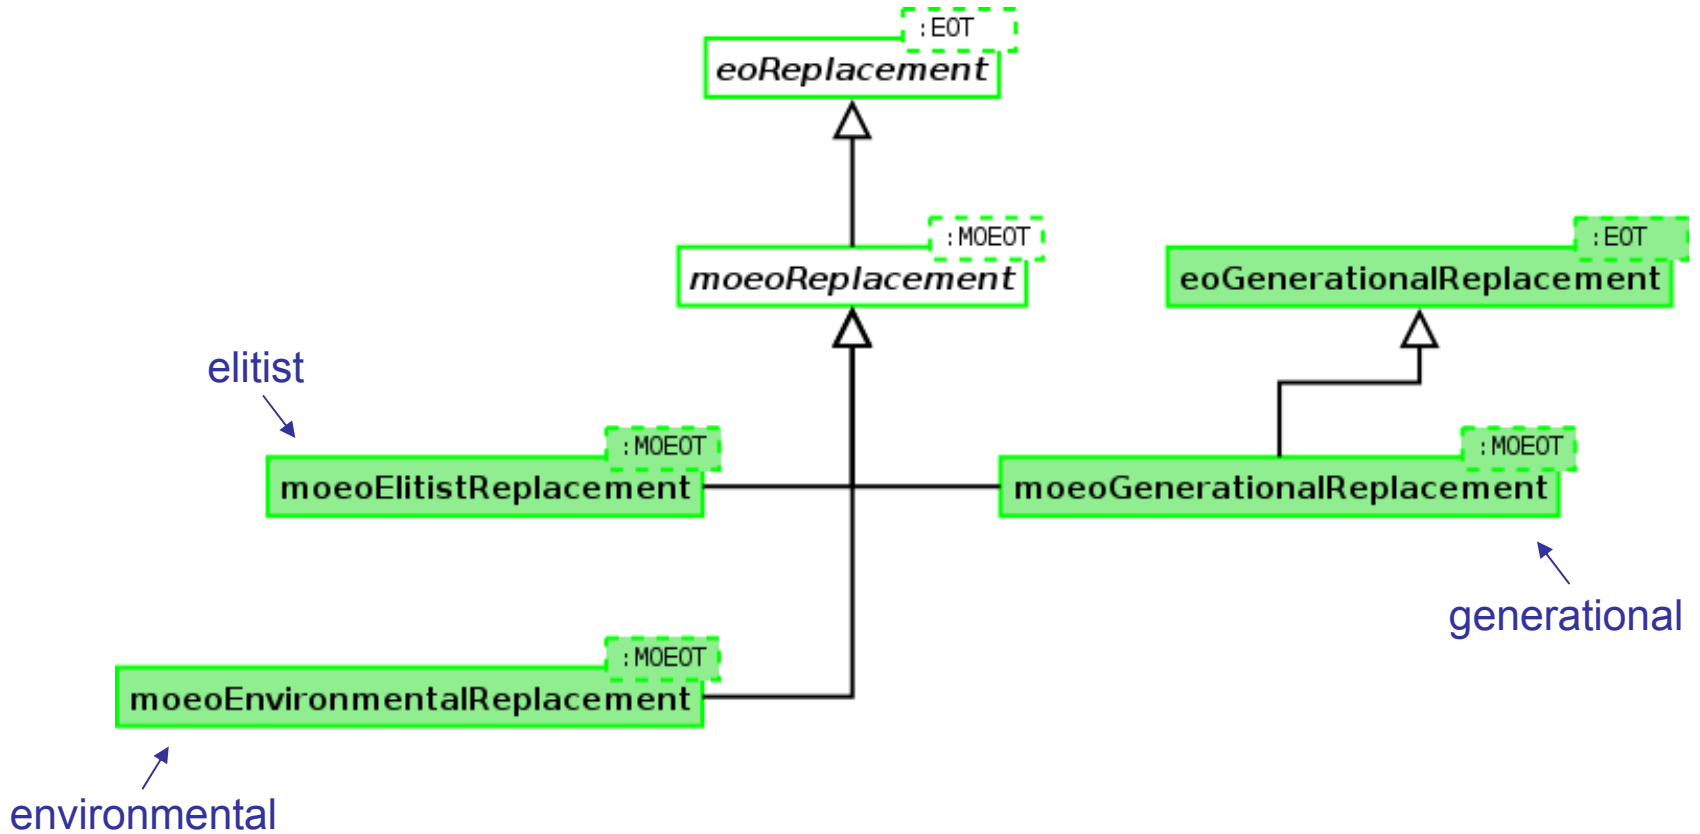 :EOT
eoReplacement
:MOEOT
moeoReplacement
:EOT
eoGenerationalReplacement
elitist
:MOEOT
moeoElitistReplacement
:MOEOT
moeoGenerationalReplacement
generational
:MOEOT
moeoEnvironmentalReplacement
environmental